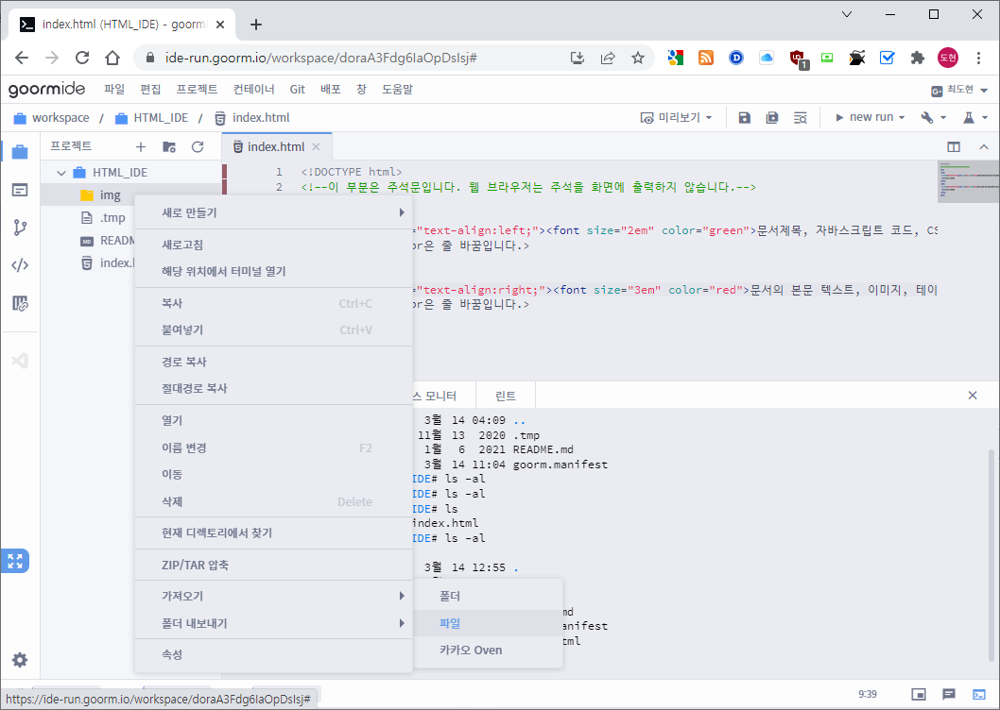 index.html (HTML_IDE) - goorm
ide-run.goorm.io/workspace/doraA3Fdg6IaOpDsIsj#
1
도현
goormide 파일 편집 프로젝트 컨테이너 Git 배포 창 도움말 G+ 최도현
workspace / HTML_IDE / index.html 미리보기 new run
프로젝트
index.html
HTML_IDE
img
.tmp
READM
index.h
1 <!DOCTYPE html>
2 <!--이 부분은 주석문입니다. 웹 브라우저는 주석을 화면에 출력하지 않습니다.-->
="text-align:left;"><font size="2em" color="green">문서제목, 자바스크립트 코드, CS
or은 줄 바꿈입니다.>
="text-align:right;"><font size="3em" color="red">문서의 본문 텍스트, 이미지, 테이
or은 줄 바꿈입니다.>
새로 만들기
새로고침
해당 위치에서 터미널 열기
복사 Ctrl+C
붙여넣기 Ctrl+V
경로 복사
절대경로 복사
열기
이름 변경 F2
이동
삭제 Delete
현재 디렉토리에서 찾기
ZIP/TAR 압축
가져오기
폴더 내보내기
속성
폴더
파일
카카오 Oven
스 모니터 린트
3월 14 04:09 ..
11월 13 2020 .tmp
1월 6 2021 README.md
3월 14 11:04 goorm.manifest
IDE# ls -al
IDE# ls -al
IDE# ls
index.html
IDE# ls -al
3월 14 12:55 .
md
anifest
tml
https://ide-run.goorm.io/workspace/doraA3Fdg6IaOpDsIsj#
9:39